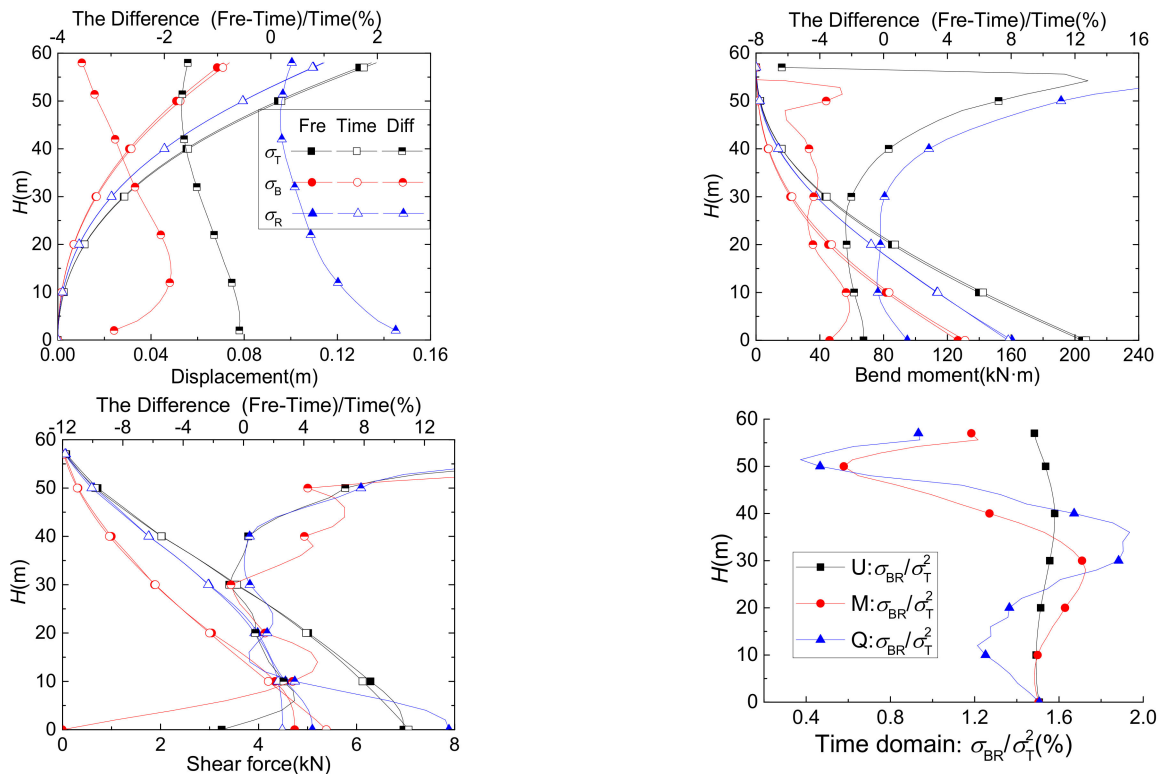 The Difference (Fre-Time)/Time(%)
-4 -2 0 2
60
50
40
30
20
10
0
H(m)
Fre Time Diff
σT
σB
σR
0.00 0.04 0.08 0.12 0.16
Displacement(m)
The Difference (Fre-Time)/Time(%)
-8 -4 0 4 8 12 16
60
50
40
30
20
10
0
H(m)
0 40 80 120 160 200 240
Bend moment(kN·m)
The Difference (Fre-Time)/Time(%)
-12 -8 -4 0 4 8 12
60
50
40
30
20
10
0
H(m)
0 2 4 6 8
Shear force(kN)
60
50
40
30
20
10
0
H(m)
U:σBR/σT²
M:σBR/σT²
Q:σBR/σT²
0.4 0.8 1.2 1.6 2.0
Time domain: σBR/σT²(%)